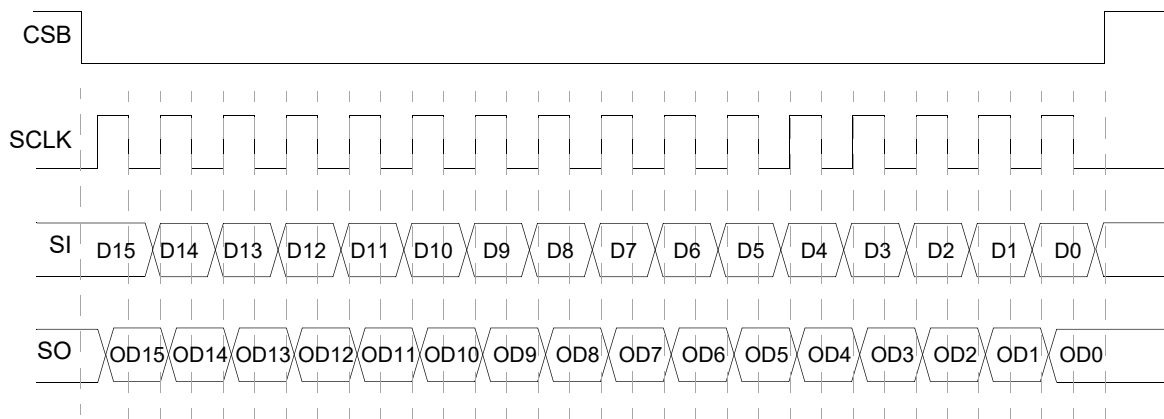 CSB
SCLK
SI D15 D14 D13 D12 D11 D10 D9 D8 D7 D6 D5 D4 D3 D2 D1 D0
SO OD15 OD14 OD13 OD12 OD11 OD10 OD9 OD8 OD7 OD6 OD5 OD4 OD3 OD2 OD1 OD0